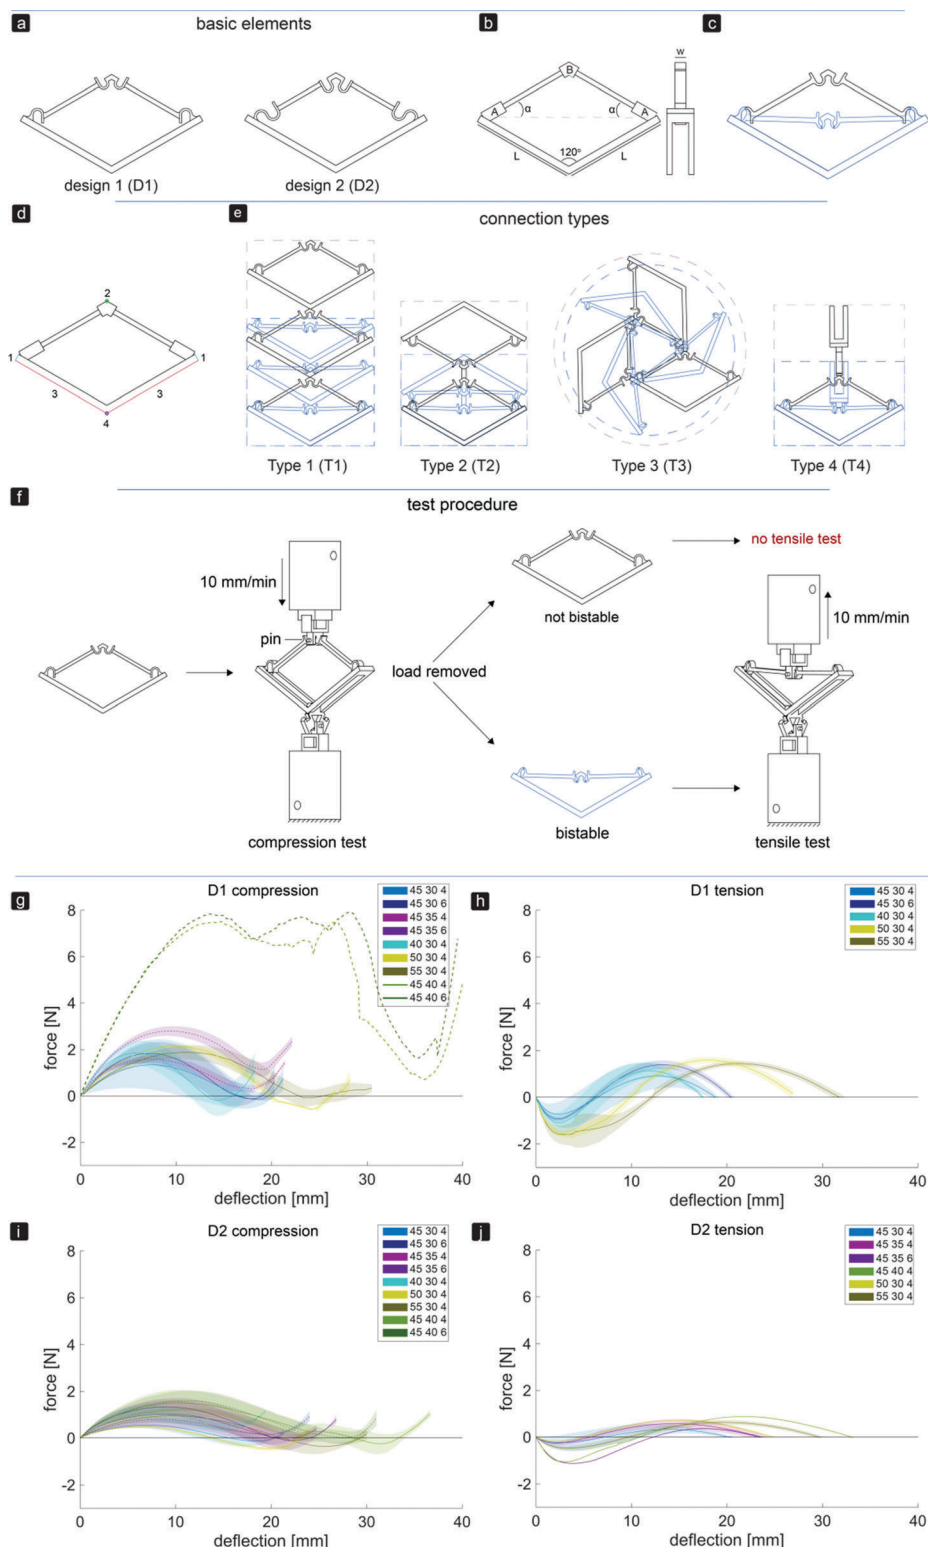 a
basic elements
design 1 (D1)
design 2 (D2)
b
B
A
A
α
α
120°
L
L
w
c
d
2
1
1
3
3
4
e
connection types
Type 1 (T1)
Type 2 (T2)
Type 3 (T3)
Type 4 (T4)
f
test procedure
10 mm/min
pin
compression test
load removed
not bistable
no tensile test
bistable
10 mm/min
tensile test
g
D1 compression
45 30 4
45 30 6
45 35 4
45 35 6
40 30 4
50 30 4
55 30 4
45 40 4
45 40 6
8
6
4
2
0
-2
force [N]
0
10
20
30
40
deflection [mm]
h
D1 tension
45 30 4
45 30 6
40 30 4
50 30 4
55 30 4
8
6
4
2
0
-2
force [N]
0
10
20
30
40
deflection [mm]
i
D2 compression
45 30 4
45 30 6
45 35 4
45 35 6
40 30 4
50 30 4
55 30 4
45 40 4
45 40 6
8
6
4
2
0
-2
force [N]
0
10
20
30
40
deflection [mm]
j
D2 tension
45 30 4
45 35 4
45 35 6
45 40 4
50 30 4
55 30 4
8
6
4
2
0
-2
force [N]
0
10
20
30
40
deflection [mm]